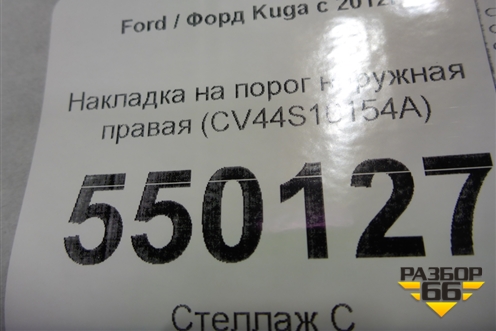 Ford / Форд Kuga с 2012
Накладка на порог наружная
правая (CV44S10154A)
550127
Стеллаж С
РАЗБОР
66